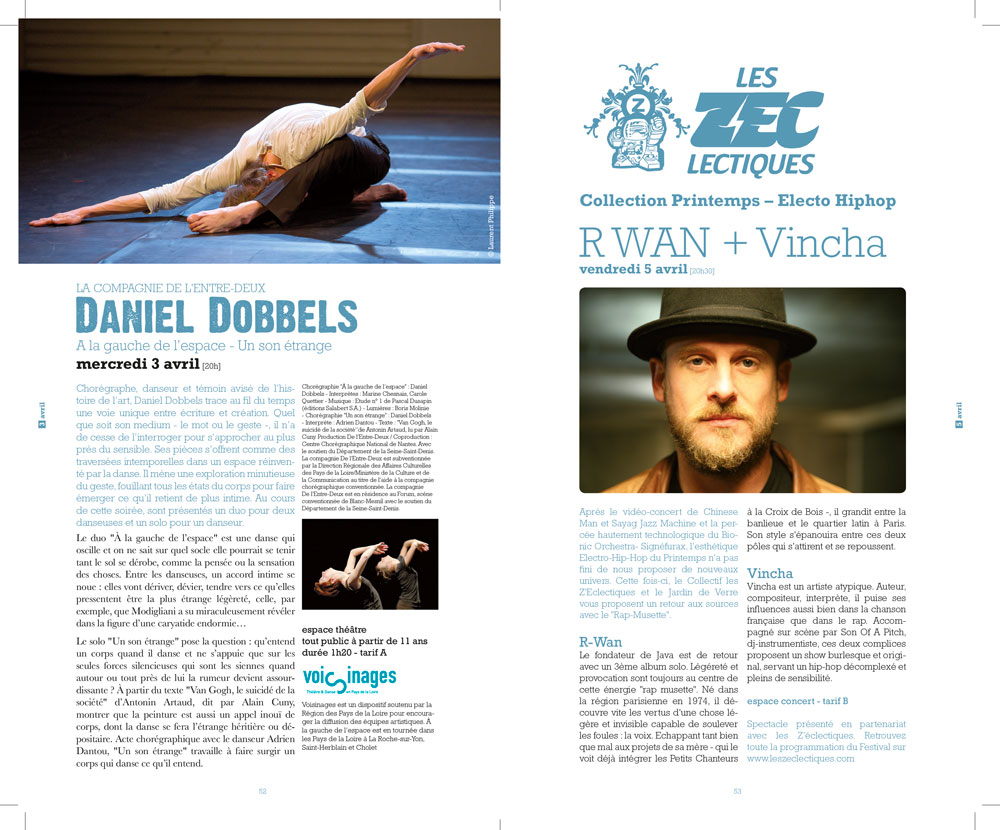 © Laurent Philippe
LA COMPAGNIE DE L'ENTRE-DEUX
DANIEL DOBBELS
A la gauche de l'espace - Un son étrange
mercredi 3 avril [20h]
3 avril
Chorégraphe, danseur et témoin avisé de l'his-
toire de l'art, Daniel Dobbels trace au fil du temps
une voie unique entre écriture et création. Quel
que soit son medium - le mot ou le geste -, il n'a
de cesse de l'interroger pour s'approcher au plus
près du sensible. Ses pièces s'offrent comme des
traversées intemporelles dans un espace réinven-
té par la danse. Il mène une exploration minutieuse
du geste, fouillant tous les états du corps pour faire
émerger ce qu'il retient de plus intime. Au cours
de cette soirée, sont présentés un duo pour deux
danseuses et un solo pour un danseur.
Le duo "À la gauche de l'espace" est une danse qui
oscille et on ne sait sur quel socle elle pourrait se tenir
tant le sol se dérobe, comme la pensée ou la sensation
des choses. Entre les danseuses, un accord intime se
noue : elles vont dériver, dévier, tendre vers ce qu'elles
pressentent être la plus étrange légèreté, celle, par
exemple, que Modigliani a su miraculeusement révéler
dans la figure d'une caryatide endormie…
Le solo "Un son étrange" pose la question : qu'entend
un corps quand il danse et ne s'appuie que sur les
seules forces silencieuses qui sont les siennes quand
autour ou tout près de lui la rumeur devient assour-
dissante ? À partir du texte "Van Gogh, le suicidé de la
société" d'Antonin Artaud, dit par Alain Cuny,
montrer que la peinture est aussi un appel inouï de
corps, dont la danse se fera l'étrange héritière ou dé-
positaire. Acte chorégraphique avec le danseur Adrien
Dantou, "Un son étrange" travaille à faire surgir un
corps qui danse ce qu'il entend.
Chorégraphie "À la gauche de l'espace" : Daniel
Dobbels - Interprètes : Marine Chesnais, Carole
Quettier - Musique : Etude n° 1 de Pascal Dusapin
(éditions Salabert S.A.) - Lumières : Boris Molinie
- Chorégraphie "Un son étrange" : Daniel Dobbels
- Interprète : Adrien Dantou - Texte : "Van Gogh, le
suicidé de la société" de Antonin Artaud, lu par Alain
Cuny. Production De l'Entre-Deux / Coproduction :
Centre Chorégraphique National de Nantes. Avec
le soutien du Département de la Seine-Saint-Denis.
La compagnie De l'Entre-Deux est subventionnée
par la Direction Régionale des Affaires Culturelles
des Pays de la Loire/Ministère de la Culture et de
la Communication au titre de l'aide à la compagnie
chorégraphique conventionnée. La compagnie
De l'Entre-Deux est en résidence au Forum, scène
conventionnée de Blanc-Mesnil avec le soutien du
Département de la Seine-Saint-Denis.
espace théâtre
tout public à partir de 11 ans
durée 1h20 - tarif A
voisinages
Théâtre & Danse en Pays de la Loire
Voisinages est un dispositif soutenu par la
Région des Pays de la Loire pour encoura-
ger la diffusion des équipes artistiques. À
la gauche de l'espace est en tournée dans
les Pays de la Loire à La Roche-sur-Yon,
Saint-Herblain et Cholet
52
Z
LES
ZEC
LECTIQUES
Collection Printemps – Electo Hiphop
R WAN + Vincha
vendredi 5 avril [20h30]
5 avril
Après le vidéo-concert de Chinese
Man et Sayag Jazz Machine et la per-
cée hautement technologique du Bio-
nic Orchestra- Signéfurax, l'esthétique
Electro-Hip-Hop du Printemps n'a pas
fini de nous proposer de nouveaux
univers. Cette fois-ci, le Collectif les
Z'Eclectiques et le Jardin de Verre
vous proposent un retour aux sources
avec le "Rap-Musette".
R-Wan
Le fondateur de Java est de retour
avec un 3ème album solo. Légéreté et
provocation sont toujours au centre de
cette énergie "rap musette". Né dans
la région parisienne en 1974, il dé-
couvre vite les vertus d'une chose lé-
gère et invisible capable de soulever
les foules : la voix. Echappant tant bien
que mal aux projets de sa mère - qui le
voit déjà intégrer les Petits Chanteurs
à la Croix de Bois -, il grandit entre la
banlieue et le quartier latin à Paris.
Son style s'épanouira entre ces deux
pôles qui s'attirent et se repoussent.
Vincha
Vincha est un artiste atypique. Auteur,
compositeur, interprète, il puise ses
influences aussi bien dans la chanson
française que dans le rap. Accom-
pagné sur scène par Son Of A Pitch,
dj-instrumentiste, ces deux complices
proposent un show burlesque et origi-
nal, servant un hip-hop décomplexé et
pleins de sensibilité.
espace concert - tarif B
Spectacle présenté en partenariat
avec les Z'éclectiques. Retrouvez
toute la programmation du Festival sur
www.leszeclectiques.com
53